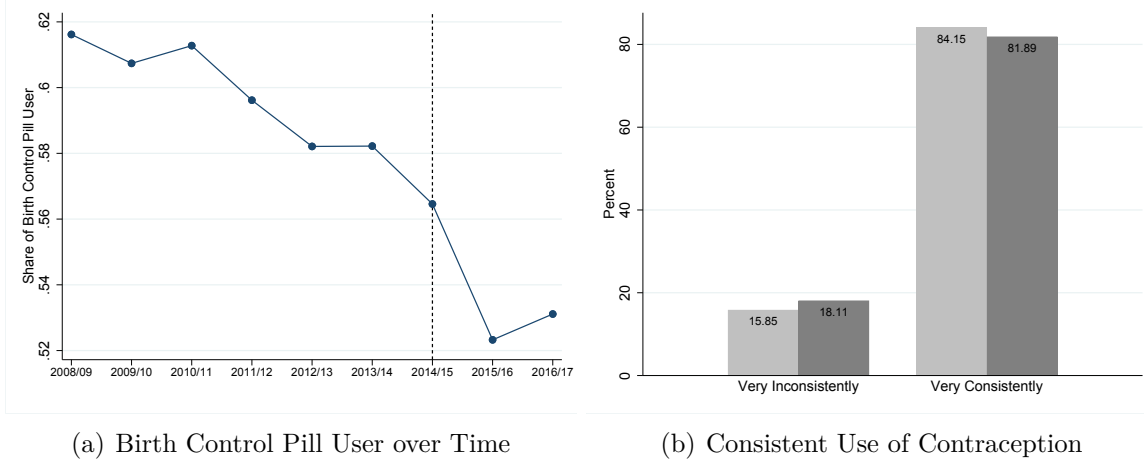 Share of Birth Control Pill User
.62
.6
.58
.56
.54
.52
2008/09 2009/10 2010/11 2011/12 2012/13 2013/14 2014/15 2015/16 2016/17
(a) Birth Control Pill User over Time
Percent
80
60
40
20
0
84.15
81.89
15.85
18.11
Very Inconsistently
Very Consistently
(b) Consistent Use of Contraception